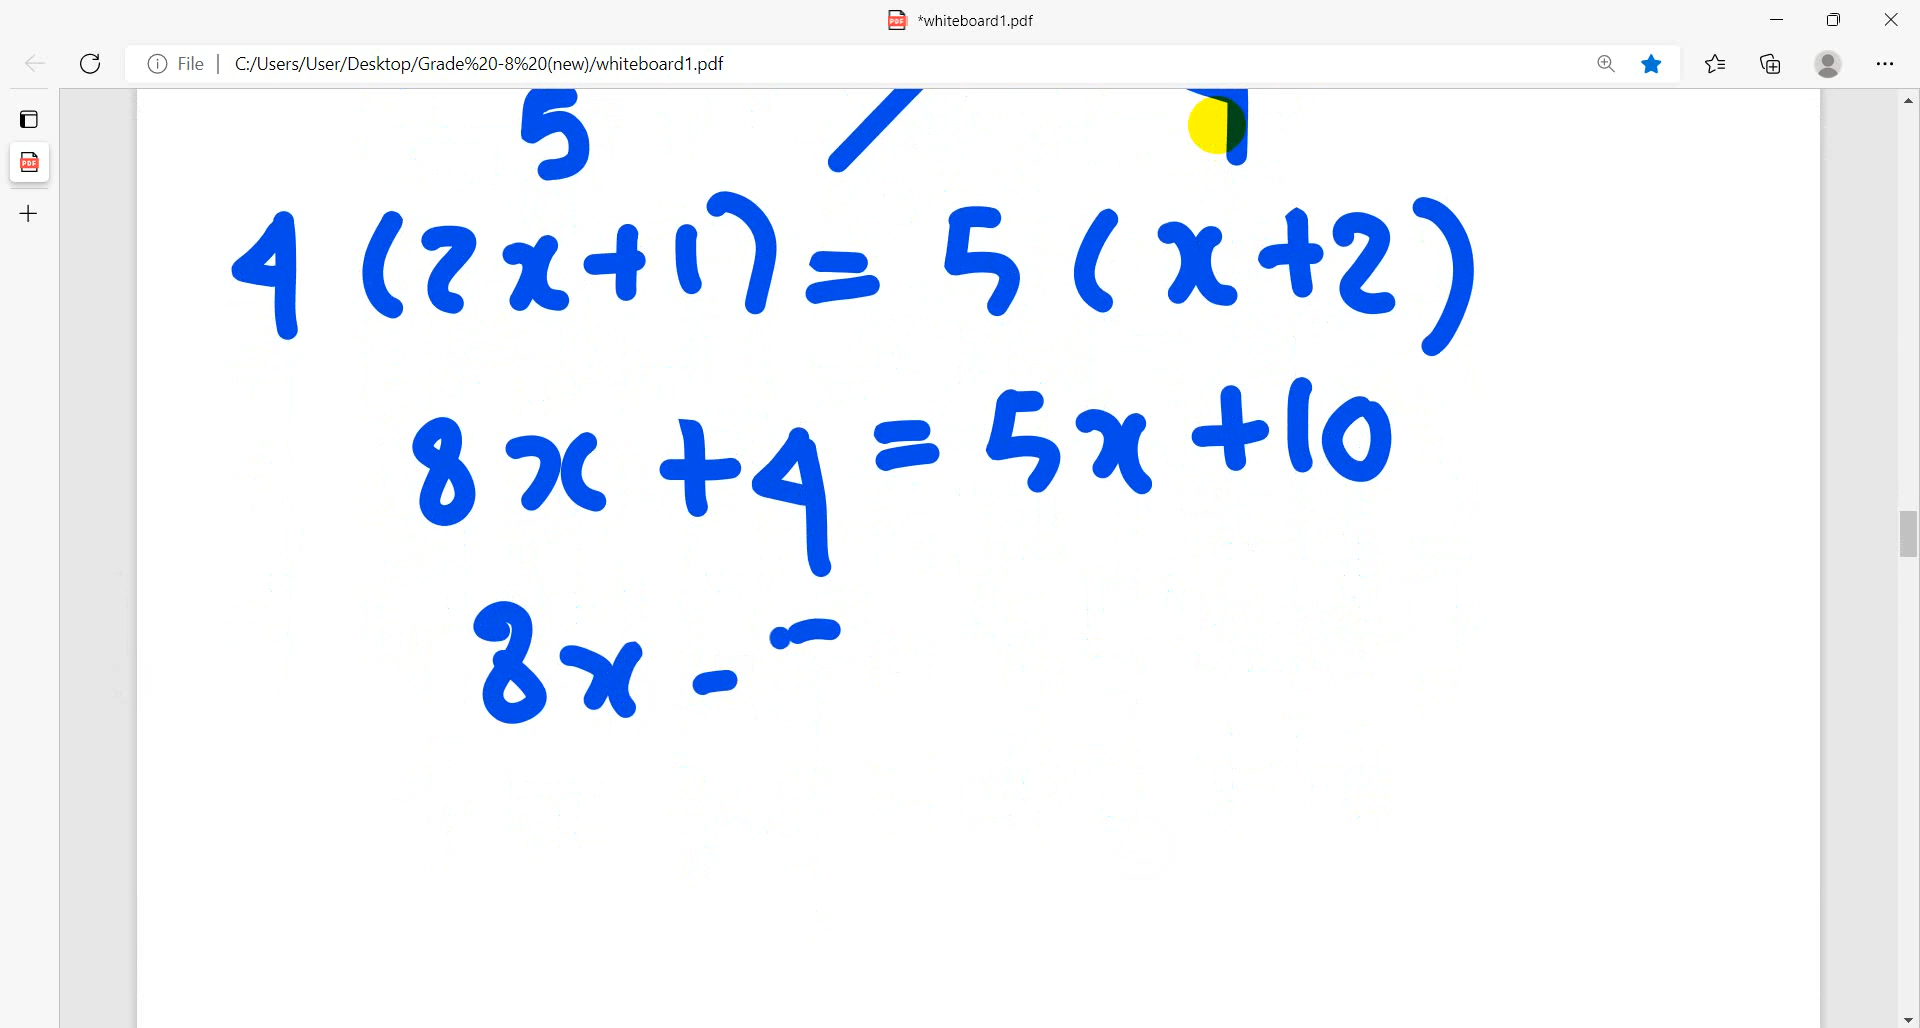 *whiteboard1.pdf
File | C:/Users/User/Desktop/Grade%20-8%20(new)/whiteboard1.pdf
5
4 (2x+1) = 5 (x+2)
8x +4 = 5x +10
8x -